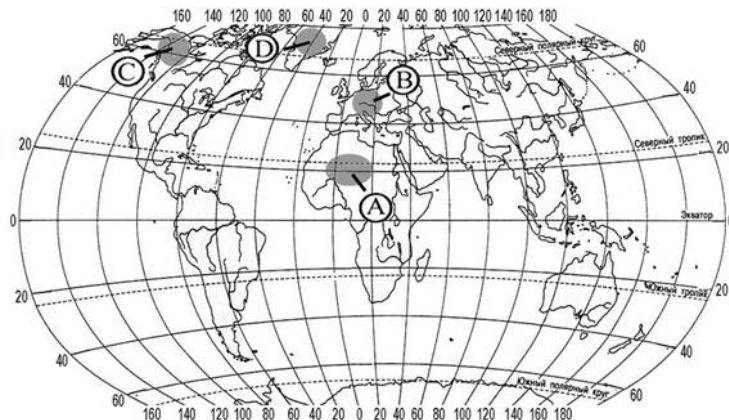 160 120 100 80 60 40 20 0 20 40 60 80 100 120 140 160 180
60
Северный полярный круг
60
D
C
B
40
40
20
Северный тропик
20
A
0
Экватор
0
20
Южный тропик
20
40
40
60
Южный полярный круг
60
160 140 120 100 80 60 40 20 0 20 40 60 80 100 120 140 160 180